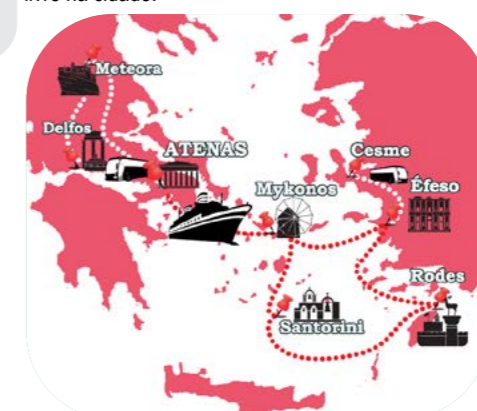 Meteora
Delfos
ATENAS
Cesme
Mykonos
Éfeso
Rodes
Santorini